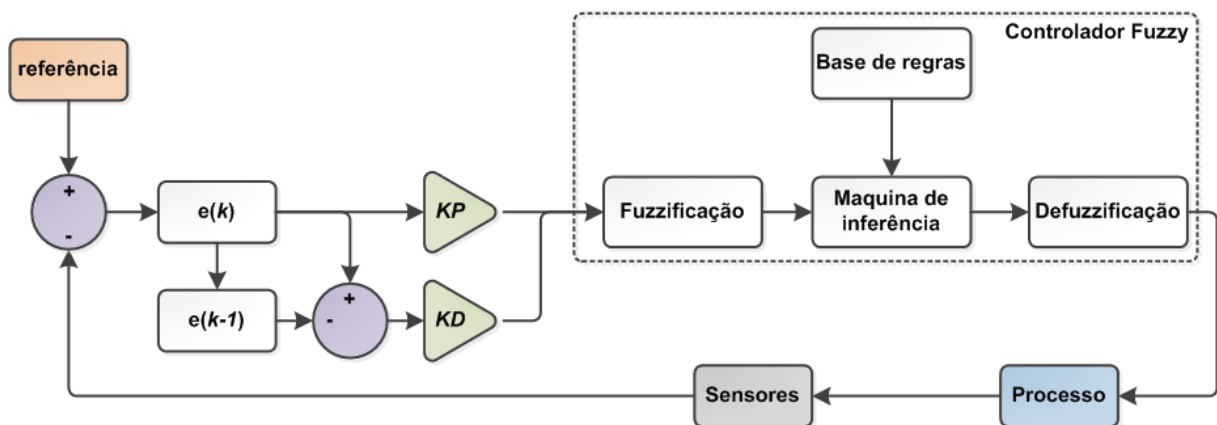 Controlador Fuzzy
referência
Base de regras
+
-
e(k)
KP
Fuzzificação
Maquina de
inferência
Defuzzificação
e(k-1)
+
-
KD
Sensores
Processo